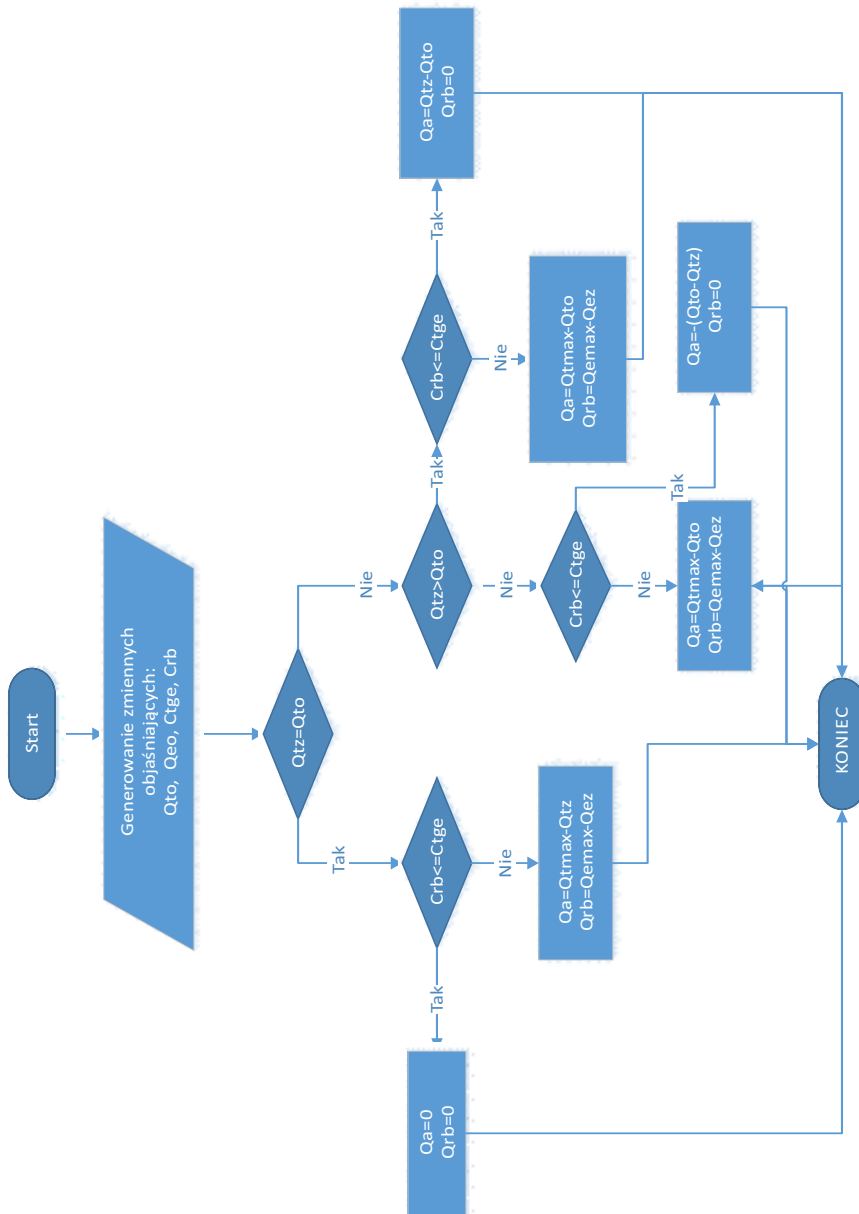 Start
Generowanie zmiennych
objaśniających:
Qto, Qeo, Ctge, Crb
Qtz=Qto
Tak
Nie
Crb<=Ctge
Tak
Nie
Qa=0
Qrb=0
Qa=Qtmax-Qtz
Qrb=Qemax-Qez
Qtz>Qto
Tak
Nie
Crb<=Ctge
Tak
Nie
Qa=Qtz-Qto
Qrb=0
Qa=Qtmax-Qto
Qrb=Qemax-Qez
Crb<=Ctge
Tak
Nie
Qa=-(Qto-Qtz)
Qrb=0
Qa=Qtmax-Qto
Qrb=Qemax-Qez
KONIEC